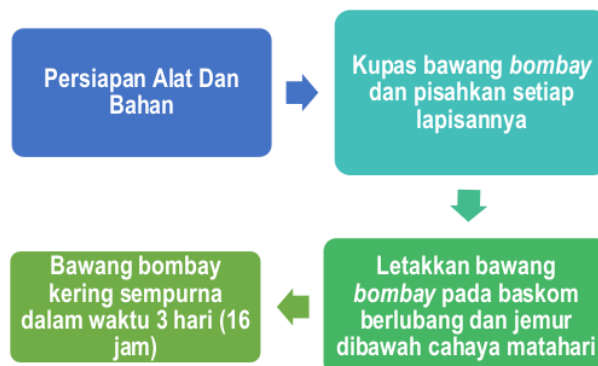 Persiapan Alat Dan
Bahan
Kupas bawang bombay
dan pisahkan setiap
lapisannya
Letakkan bawang
bombay pada baskom
berlubang dan jemur
dibawah cahaya matahari
Bawang bombay
kering sempurna
dalam waktu 3 hari (16
jam)